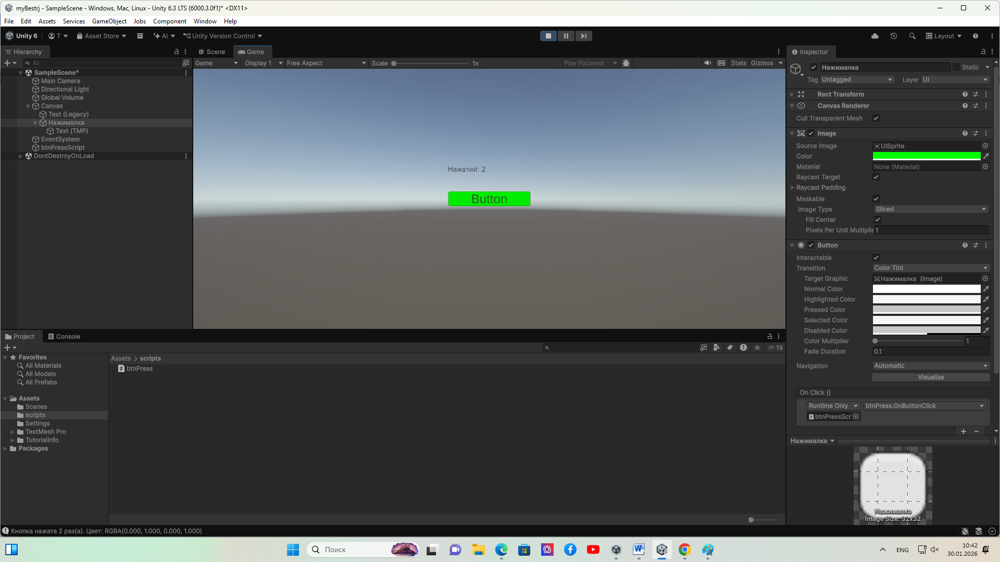 myBestrj - SampleScene - Windows, Mac, Linux - Unity 6.3 LTS (6000.3.0f1)* <DX11>
File Edit Assets Services GameObject Jobs Component Window Help
Unity 6 T Asset Store AI Unity Version Control Layout
Hierarchy
All
SampleScene*
Main Camera
Directional Light
Global Volume
Canvas
Text (Legacy)
Нажималка
Text (TMP)
EventSystem
btnPressScript
DontDestroyOnLoad
Scene Game
Game Display 1 Free Aspect Scale 1x Play Focused Stats Gizmos
Нажатий: 2
Button
Inspector
Нажималка Static
Tag Untagged Layer UI
Rect Transform
Canvas Renderer
Cull Transparent Mesh
Image
Source Image UISprite
Color
Material None (Material)
Raycast Target
Raycast Padding
Maskable
Image Type Sliced
Fill Center
Pixels Per Unit Multiplie 1
Button
Interactable
Transition Color Tint
Target Graphic Нажималка (Image)
Normal Color
Highlighted Color
Pressed Color
Selected Color
Disabled Color
Color Multiplier 1
Fade Duration 0.1
Navigation Automatic
Visualize
On Click ()
Runtime Only btnPress.OnButtonClick
btnPressScr
Нажималка
Нажималка
Image Size: 32x32
Project Console
19
Favorites
All Materials
All Models
All Prefabs
Assets
Scenes
scripts
Settings
TextMesh Pro
TutorialInfo
Packages
Assets > scripts
btnPress
Кнопка нажата 2 раз(а). Цвет: RGBA(0.000, 1.000, 0.000, 1.000)
Поиск
ENG
10:42
30.01.2026